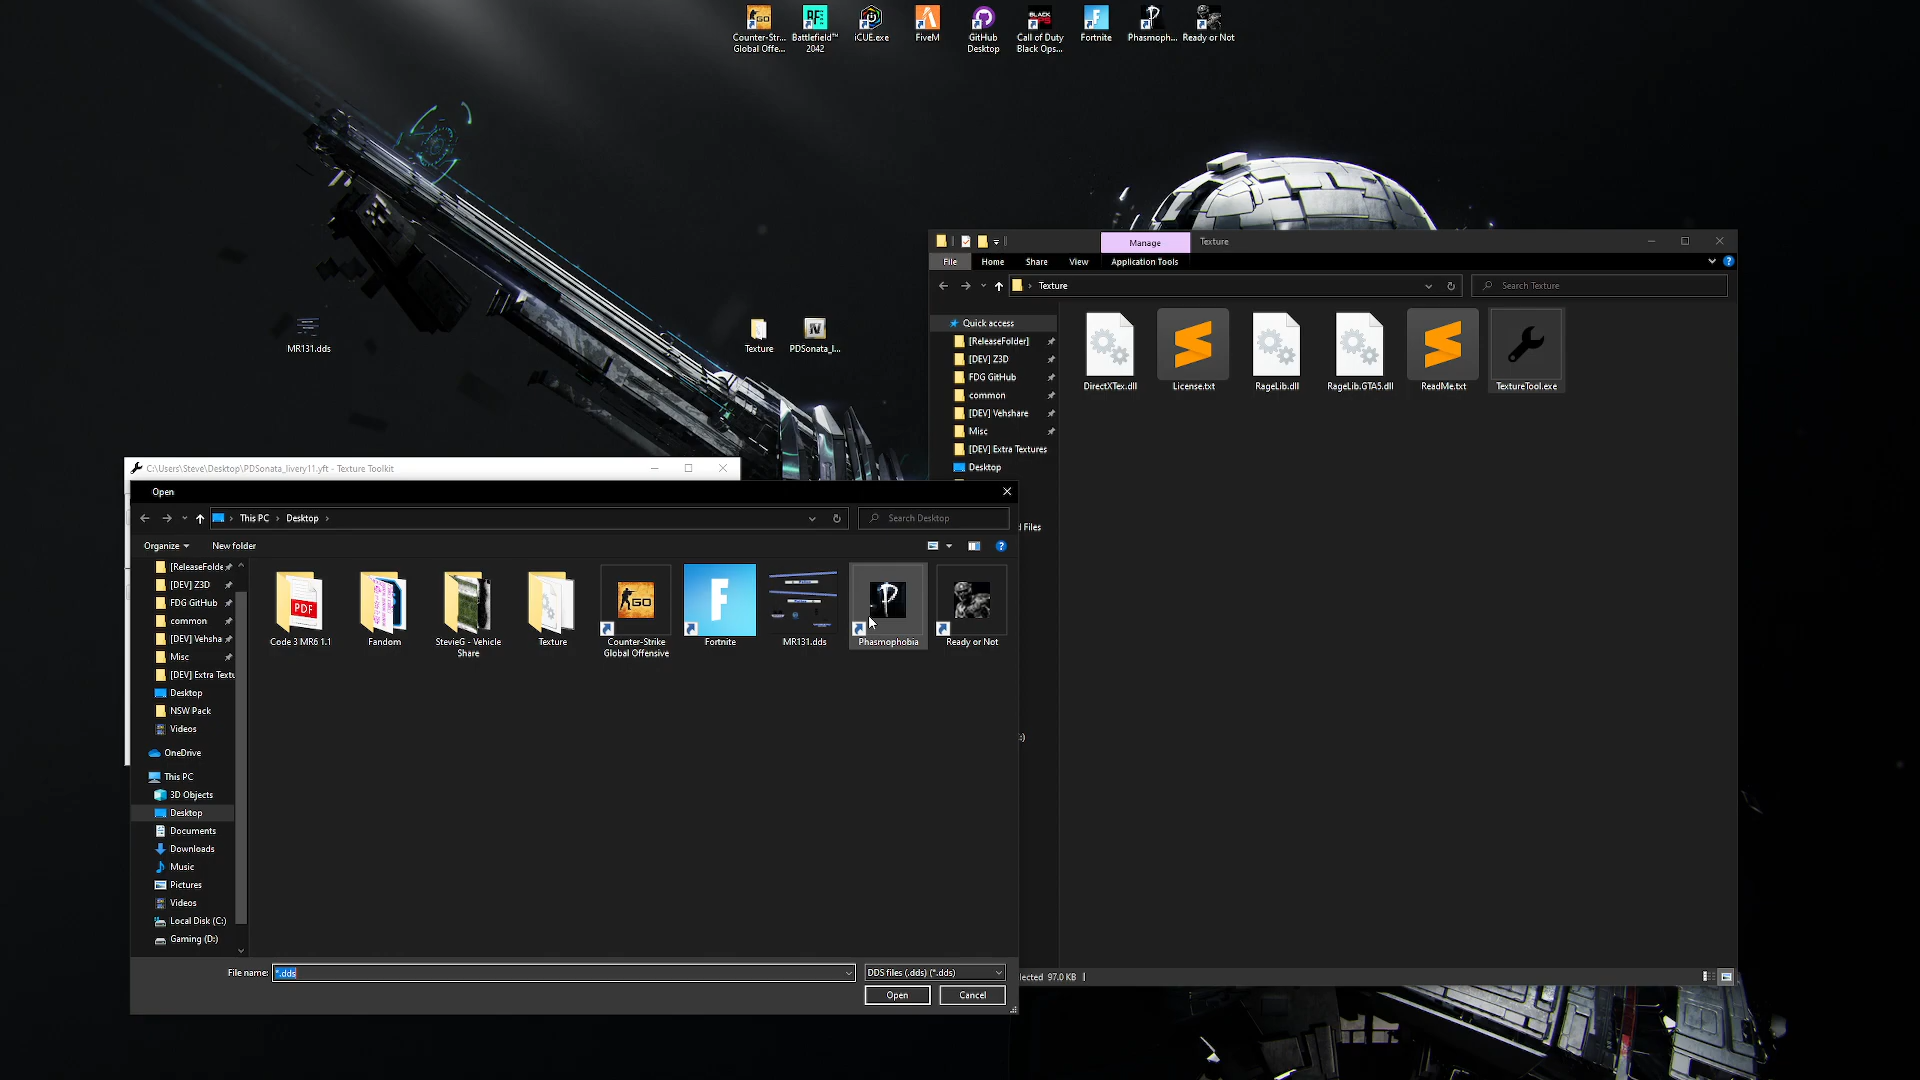 Counter-Str...
Global Offe...
Battlefield™
2042
iCUE.exe
FiveM
GitHub
Desktop
Call of Duty
Black Ops...
Fortnite
Phasmoph...
Ready or Not
MR131.dds
Texture
PDSonata_l...
Manage
Texture
File
Home
Share
View
Application Tools
Texture
Search Texture
Quick access
[ReleaseFolder]
[DEV] Z3D
FDG GitHub
common
[DEV] Vehshare
Misc
[DEV] Extra Textures
Desktop
d Files
:)
DirectXTex.dll
License.txt
RageLib.dll
RageLib.GTA5.dll
ReadMe.txt
TextureTool.exe
lected 97.0 KB
C:\Users\Steve\Desktop\PDSonata_livery11.yft - Texture Toolkit
Open
This PC
Desktop
Search Desktop
Organize
New folder
[ReleaseFolde
[DEV] Z3D
FDG GitHub
common
[DEV] Vehsha
Misc
[DEV] Extra Textu
Desktop
NSW Pack
Videos
OneDrive
This PC
3D Objects
Desktop
Documents
Downloads
Music
Pictures
Videos
Local Disk (C:)
Gaming (D:)
PDF
Code 3 MR6 1.1
Fandom
StevieG - Vehicle
Share
Texture
GO
Counter-Strike
Global Offensive
Fortnite
MR131.dds
Phasmophobia
Ready or Not
File name:
*.dds
DDS files (.dds) (*.dds)
Open
Cancel